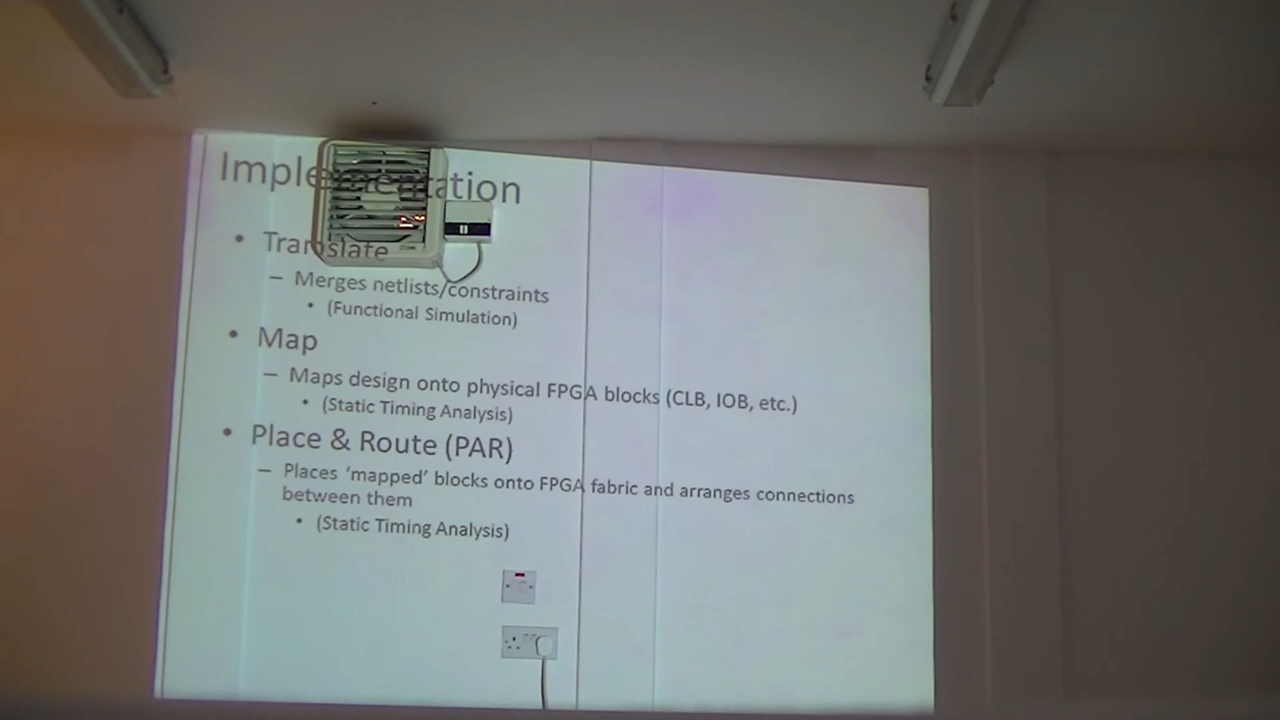 Implementation
• Translate
– Merges netlists/constraints
• (Functional Simulation)
• Map
– Maps design onto physical FPGA blocks (CLB, IOB, etc.)
• (Static Timing Analysis)
• Place & Route (PAR)
– Places ‘mapped’ blocks onto FPGA fabric and arranges connections
between them
• (Static Timing Analysis)